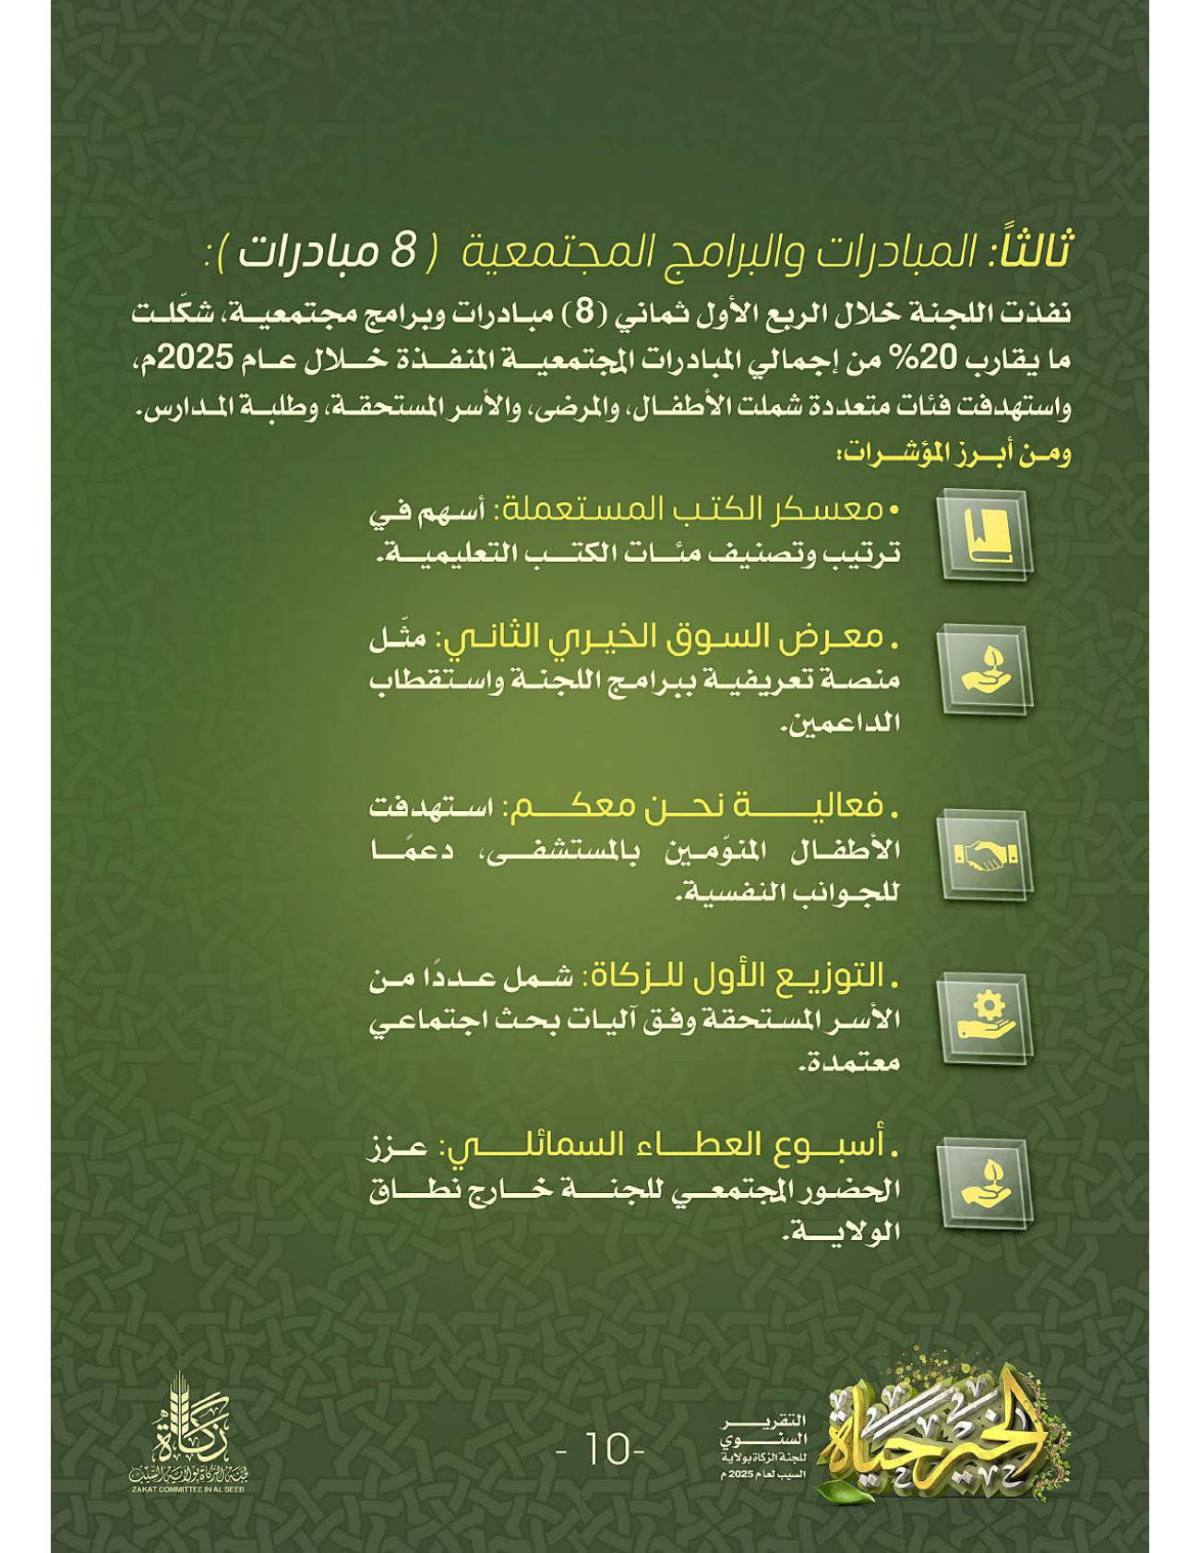 ثالثاً: المبادرات والبرامج المجتمعية ( 8 مبادرات ):
نفذت اللجنة خلال الربع الأول ثماني (8) مبادرات وبرامج مجتمعية، شكّلت
ما يقارب 20% من إجمالي المبادرات المجتمعية المنفذة خلال عام 2025م،
واستهدفت فئات متعددة شملت الأطفال، والمرضى، والأسر المستحقة، وطلبة المدارس.
ومن أبرز المؤشرات:
• معسكر الكتب المستعملة: أسهم في
ترتيب وتصنيف مئات الكتب التعليمية.
. معرض السوق الخيري الثاني: مثّل
منصة تعريفية ببرامج اللجنة واستقطاب
الداعمين.
. فعالية نحن معكم: استهدفت
الأطفال المنوّمين بالمستشفى، دعمًا
للجوانب النفسية.
. التوزيع الأول للزكاة: شمل عددًا من
الأسر المستحقة وفق آليات بحث اجتماعي
معتمدة.
. أسبوع العطاء السمائلي: عزز
الحضور المجتمعي للجنة خارج نطاق
الولاية.
الخير حياة
التقرير
السنوي
للجنة الزكاة بولاية
السيب لعام 2025 م
- 10 -
زكاة
لجنة الزكاة بولاية السيب
ZAKAT COMMITTEE IN AL SEEB